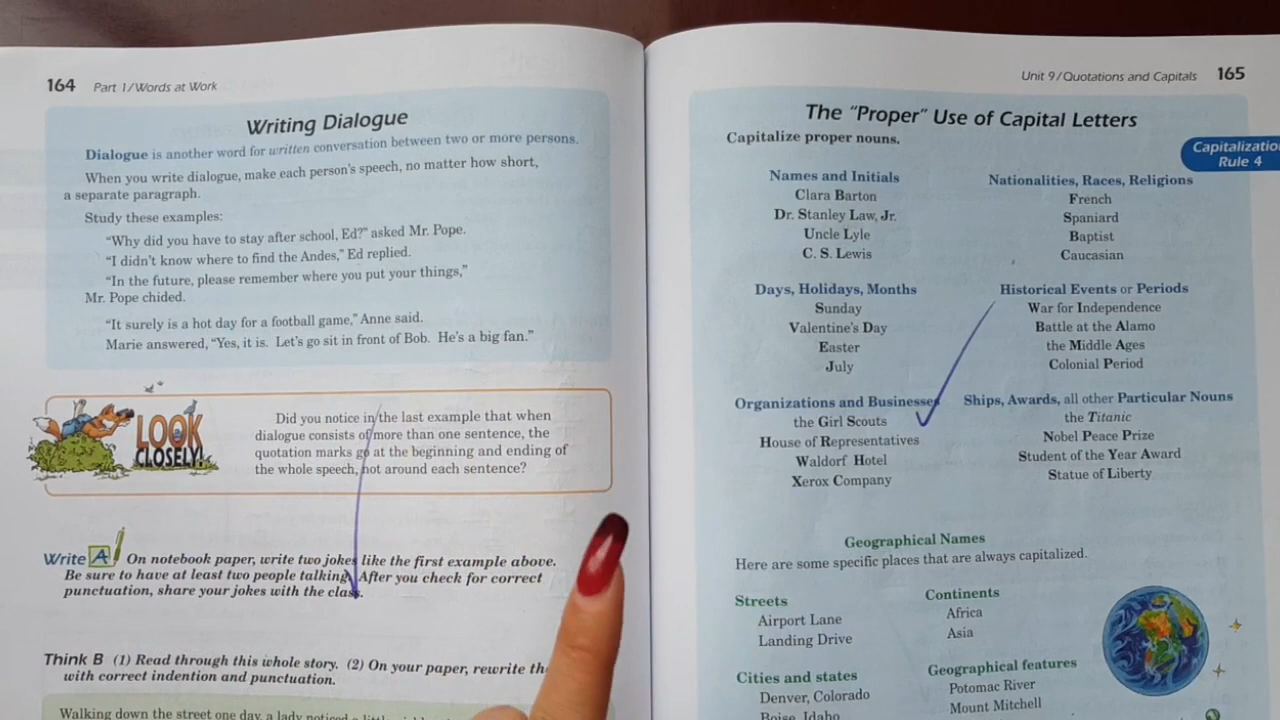 164 Part 1/Words at Work
Writing Dialogue
Dialogue is another word for written conversation between two or more persons.
When you write dialogue, make each person's speech, no matter how short,
a separate paragraph.
Study these examples:
"Why did you have to stay after school, Ed?" asked Mr. Pope.
"I didn't know where to find the Andes," Ed replied.
"In the future, please remember where you put your things,"
Mr. Pope chided.
"It surely is a hot day for a football game," Anne said.
Marie answered, "Yes, it is. Let's go sit in front of Bob. He's a big fan."
LOOK
CLOSELY!
Did you notice in the last example that when
dialogue consists of more than one sentence, the
quotation marks go at the beginning and ending of
the whole speech, not around each sentence?
Write A On notebook paper, write two jokes like the first example above.
Be sure to have at least two people talking. After you check for correct
punctuation, share your jokes with the class.
Think B (1) Read through this whole story. (2) On your paper, rewrite
with correct indention and punctuation.
Walking down the street one day, a lady noticed a
Unit 9/Quotations and Capitals 165
The "Proper" Use of Capital Letters
Capitalize proper nouns.
Capitalization
Rule 4
Names and Initials
Clara Barton
Dr. Stanley Law, Jr.
Uncle Lyle
C. S. Lewis
Nationalities, Races, Religions
French
Spaniard
Baptist
Caucasian
Days, Holidays, Months
Sunday
Valentine's Day
Easter
July
Historical Events or Periods
War for Independence
Battle at the Alamo
the Middle Ages
Colonial Period
Organizations and Businesses
the Girl Scouts
House of Representatives
Waldorf Hotel
Xerox Company
Ships, Awards, all other Particular Nouns
the Titanic
Nobel Peace Prize
Student of the Year Award
Statue of Liberty
Geographical Names
Here are some specific places that are always capitalized.
Streets
Airport Lane
Landing Drive
Continents
Africa
Asia
Cities and states
Denver, Colorado
Boise, Idaho
Geographical features
Potomac River
Mount Mitchell